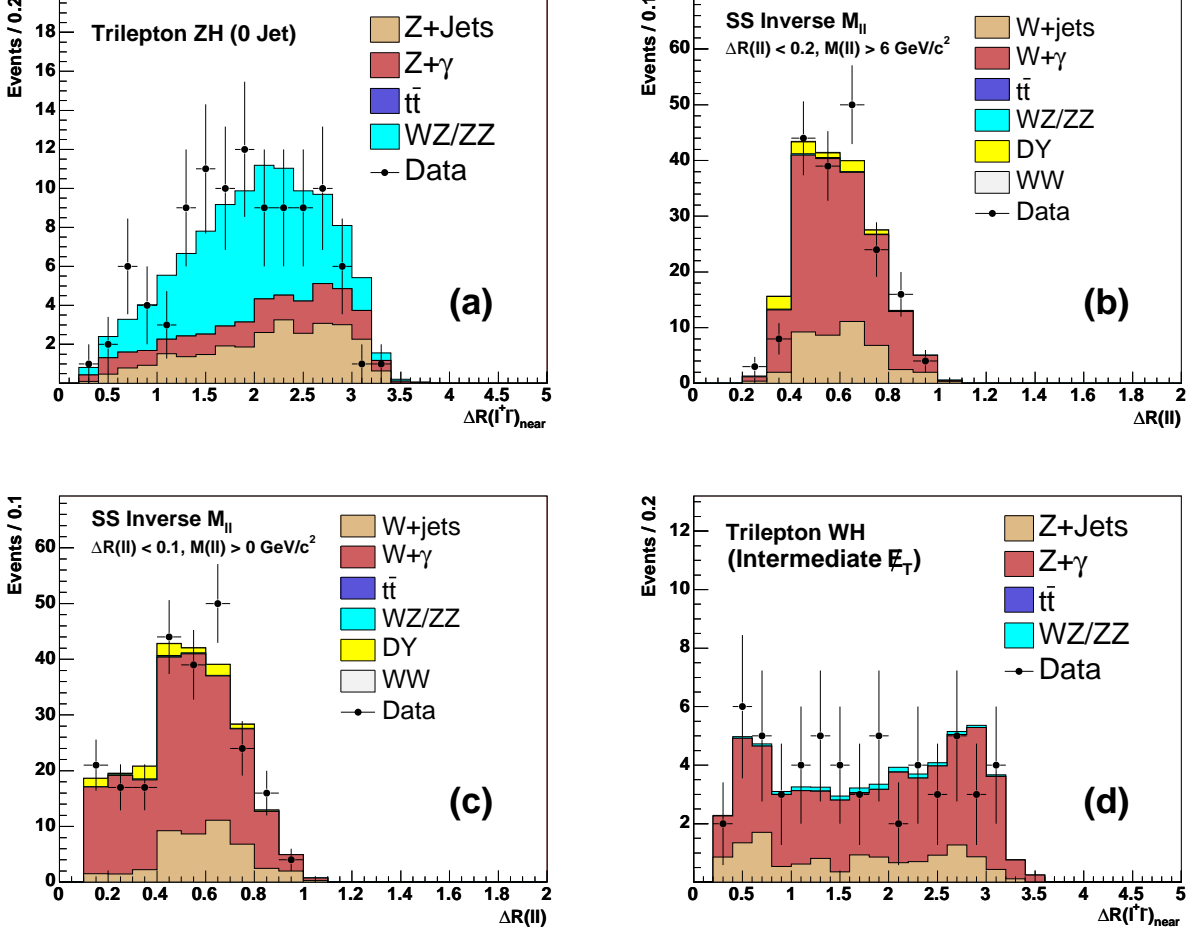 Events / 0.2
18
16
14
12
10
8
6
4
2
Trilepton ZH (0 Jet)
Z+Jets
Z+γ
tt̄
WZ/ZZ
Data
(a)
0 0.5 1 1.5 2 2.5 3 3.5 4 4.5 5
ΔR(l⁺l⁻)near
Events / 0.1
60
50
40
30
20
10
0
SS Inverse Mll
ΔR(ll) < 0.2, M(ll) > 6 GeV/c²
W+jets
W+γ
tt̄
WZ/ZZ
DY
WW
Data
(b)
0 0.2 0.4 0.6 0.8 1 1.2 1.4 1.6 1.8 2
ΔR(ll)
Events / 0.1
60
50
40
30
20
10
0
SS Inverse Mll
ΔR(ll) < 0.1, M(ll) > 0 GeV/c²
W+jets
W+γ
tt̄
WZ/ZZ
DY
WW
Data
(c)
0 0.2 0.4 0.6 0.8 1 1.2 1.4 1.6 1.8 2
ΔR(ll)
Events / 0.2
12
10
8
6
4
2
Trilepton WH
(Intermediate E̸T)
Z+Jets
Z+γ
tt̄
WZ/ZZ
Data
(d)
0 0.5 1 1.5 2 2.5 3 3.5 4 4.5 5
ΔR(l⁺l⁻)near